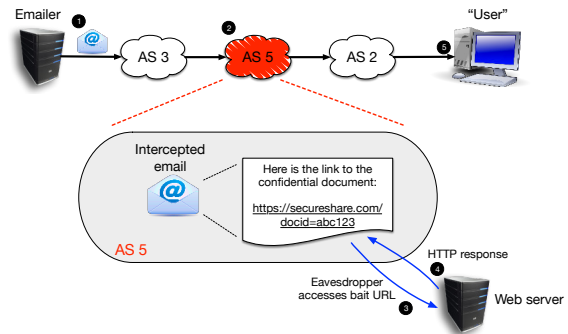 Emailer
"User"
1
2
5
AS 3
AS 5
AS 2
Intercepted
email
Here is the link to the
confidential document:
https://secureshare.com/
docid=abc123
AS 5
HTTP response
4
Eavesdropper
accesses bait URL
3
Web server